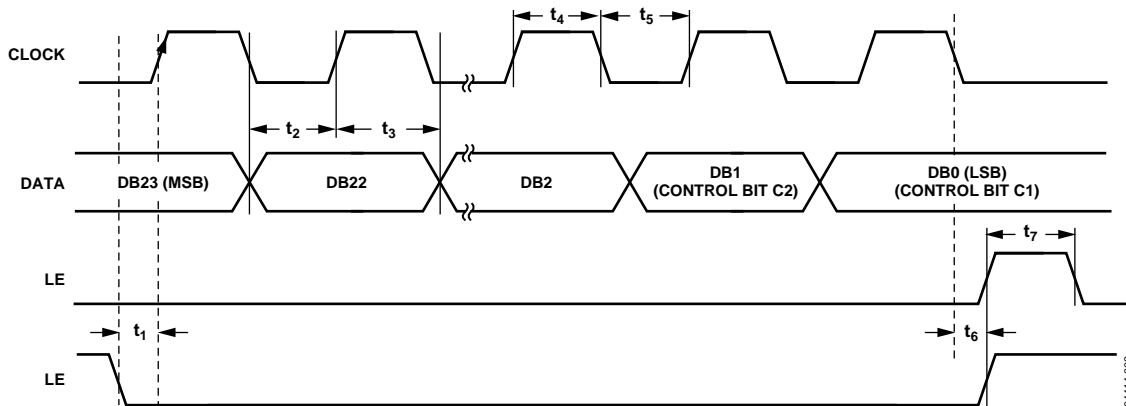 t4
t5
CLOCK
t2
t3
DATA
DB23 (MSB)
DB22
DB2
DB1
(CONTROL BIT C2)
DB0 (LSB)
(CONTROL BIT C1)
t7
LE
t1
t6
LE